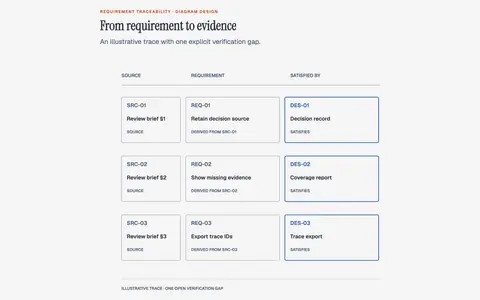 REQUIREMENT TRACEABILITY · DIAGRAM DESIGN
From requirement to evidence
An illustrative trace with one explicit verification gap.
SOURCE REQUIREMENT SATISFIED BY
SRC-01 REQ-01 DES-01
Review brief §1 Retain decision source Decision record
SOURCE DERIVED FROM SRC-01 SATISFIES
SRC-02 REQ-02 DES-02
Review brief §2 Show missing evidence Coverage report
SOURCE DERIVED FROM SRC-02 SATISFIES
SRC-03 REQ-03 DES-03
Review brief §3 Export trace IDs Trace export
SOURCE DERIVED FROM SRC-03 SATISFIES
ILLUSTRATIVE TRACE · ONE OPEN VERIFICATION GAP